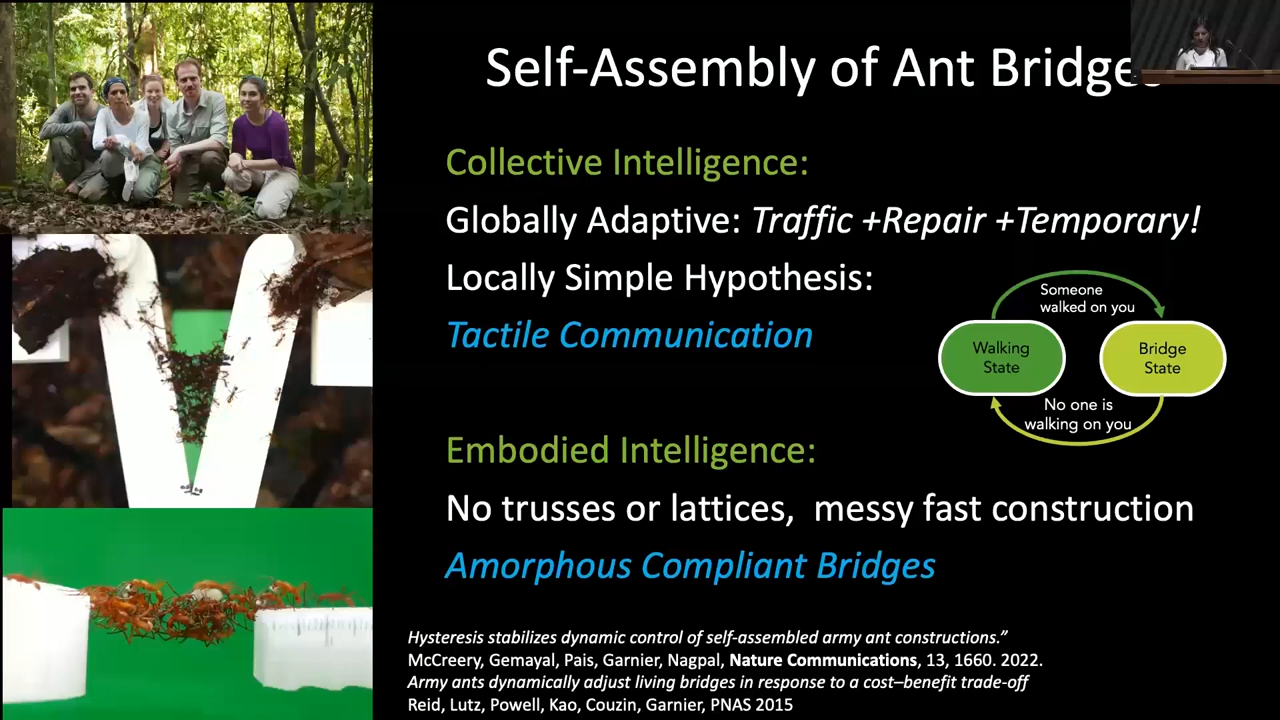 Self-Assembly of Ant Bridge
Collective Intelligence:
Globally Adaptive: Traffic +Repair +Temporary!
Locally Simple Hypothesis:
Tactile Communication
Someone
walked on you
Walking
State
Bridge
State
No one is
walking on you
Embodied Intelligence:
No trusses or lattices, messy fast construction
Amorphous Compliant Bridges
Hysteresis stabilizes dynamic control of self-assembled army ant constructions.”
McCreery, Gemayal, Pais, Garnier, Nagpal, Nature Communications, 13, 1660. 2022.
Army ants dynamically adjust living bridges in response to a cost–benefit trade-off
Reid, Lutz, Powell, Kao, Couzin, Garnier, PNAS 2015